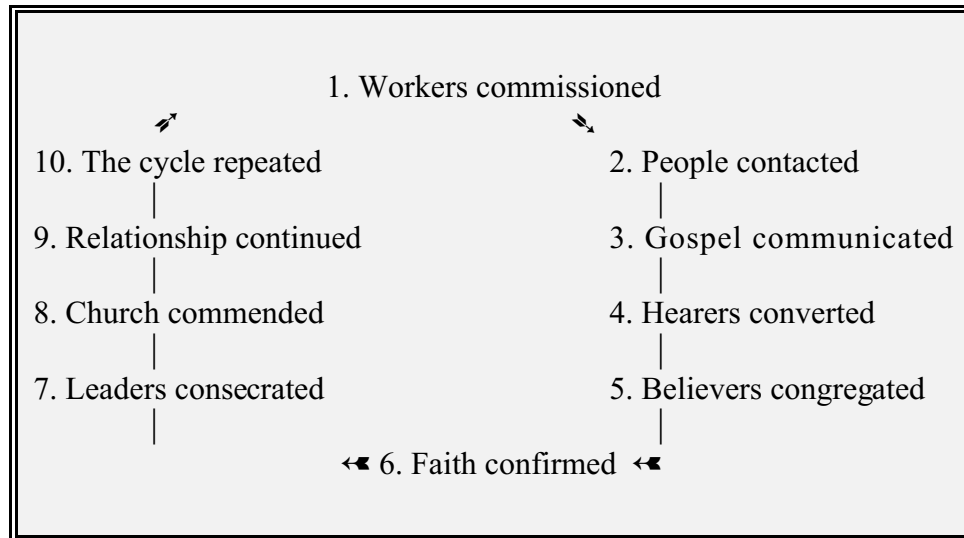 1. Workers commissioned
10. The cycle repeated 2. People contacted
9. Relationship continued 3. Gospel communicated
8. Church commended 4. Hearers converted
7. Leaders consecrated 5. Believers congregated
6. Faith confirmed